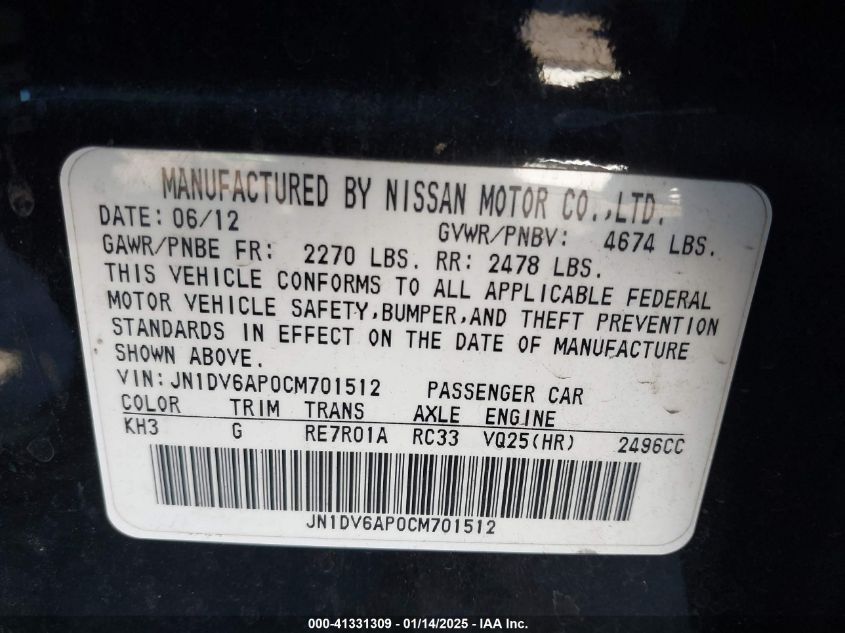 MANUFACTURED BY NISSAN MOTOR CO.,LTD.
DATE: 06/12 GVWR/PNBV: 4674 LBS.
GAWR/PNBE FR: 2270 LBS. RR: 2478 LBS.
THIS VEHICLE CONFORMS TO ALL APPLICABLE FEDERAL
MOTOR VEHICLE SAFETY,BUMPER,AND THEFT PREVENTION
STANDARDS IN EFFECT ON THE DATE OF MANUFACTURE
SHOWN ABOVE.
VIN:JN1DV6AP0CM701512 PASSENGER CAR
COLOR TRIM TRANS AXLE ENGINE
KH3 G RE7R01A RC33 VQ25(HR) 2496CC
JN1DV6AP0CM701512
000-41331309 - 01/14/2025 - IAA Inc.